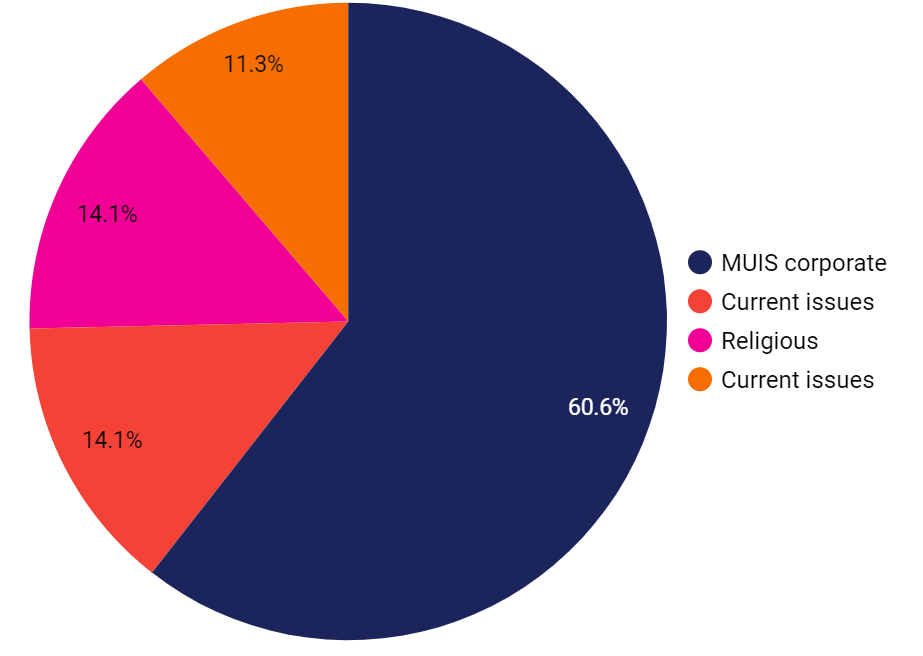 11.3%
14.1%
14.1%
60.6%
MUIS corporate
Current issues
Religious
Current issues